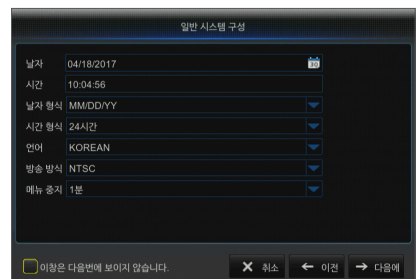 일반 시스템 구성
날자 04/18/2017
시간 10:04:56
날자 형식 MM/DD/YY
시간 형식 24시간
언어 KOREAN
방송 방식 NTSC
메뉴 중지 1분
이창은 다음번에 보이지 않습니다. 취소 이전 다음에